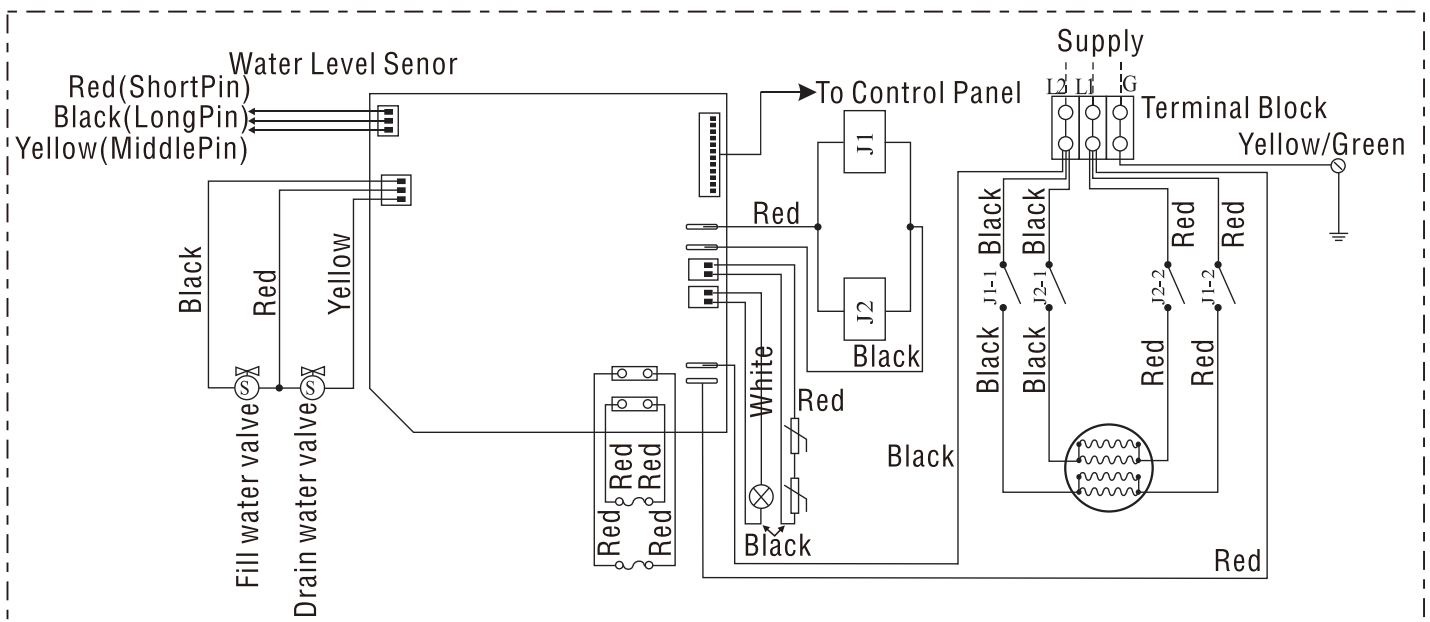 Supply
Water Level Senor
Red(ShortPin)
L2 L1 G
To Control Panel
Black(LongPin)
Terminal Block
J1
Yellow(MiddlePin)
Yellow/Green
Red
Black
Black
Red
Red
Black
Red
Yellow
J1-1
J2-1
J2-2
J1-2
J2
Black
White
Black
Black
Red
Red
S
S
Red
Fill water valve
Drain water valve
Red
Red
Black
Red
Red
Black
Red